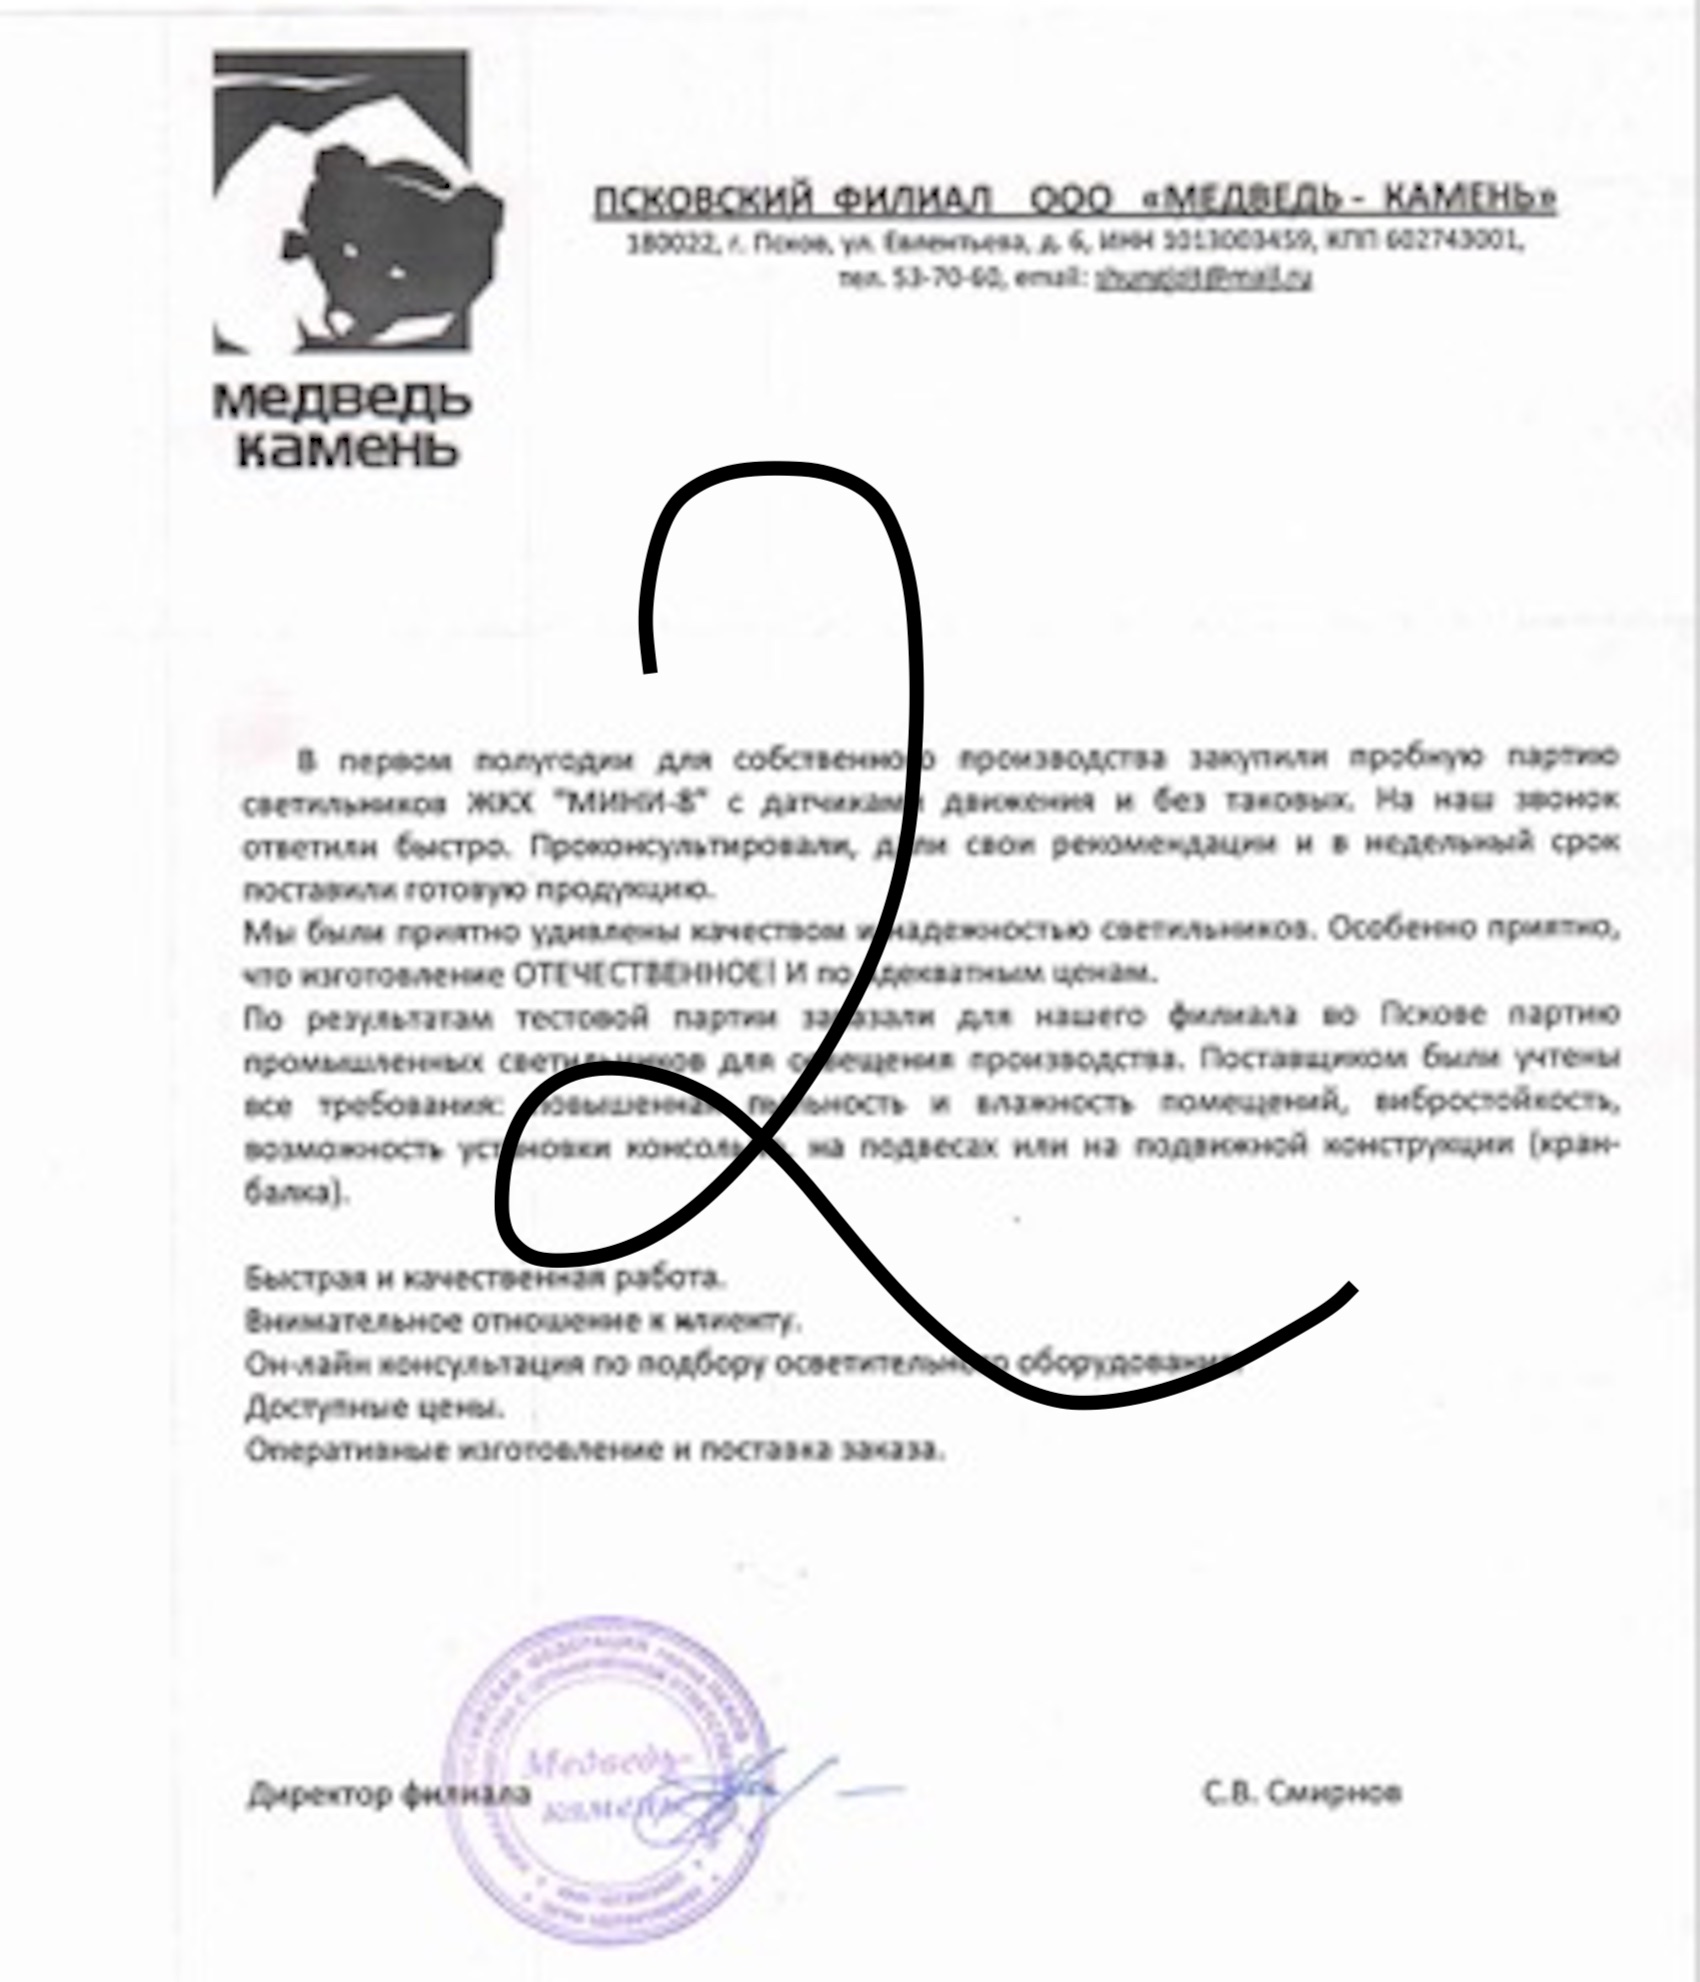 медведь
камень
ПСКОВСКИЙ ФИЛИАЛ ООО «МЕДВЕДЬ - КАМЕНЬ»
180022, г. Псков, ул. Евлентьева, д. 6, ИНН 1013003459, КПП 602743001,
тел. 53-70-60, email:
2
В первом полугодии для собственного производства закупили пробную партию
светильников ЖКХ "МИНИ-8" с датчиками движения и без таковых. На наш звонок
ответили быстро. Проконсультировали, дали свои рекомендации и в недельный срок
поставили готовую продукцию.
Мы были приятно удивлены качеством и надежностью светильников. Особенно приятно,
что изготовление ОТЕЧЕСТВЕННОЕ! И по адекватным ценам.
По результатам тестовой партии заказали для нашего филиала во Пскове партию
промышленных светильников для освещения производства. Поставщиком были учтены
все требования: повышенная пыльность и влажность помещений, вибростойкость,
возможность установки консольно, на подвесах или на подвижной конструкции (кран-
балка).
Быстрая и качественная работа.
Внимательное отношение к клиенту.
Он-лайн консультация по подбору осветительного оборудования.
Доступные цены.
Оперативные изготовление и поставка заказа.
Медведь-
камень
Директор филиала С.В. Смирнов